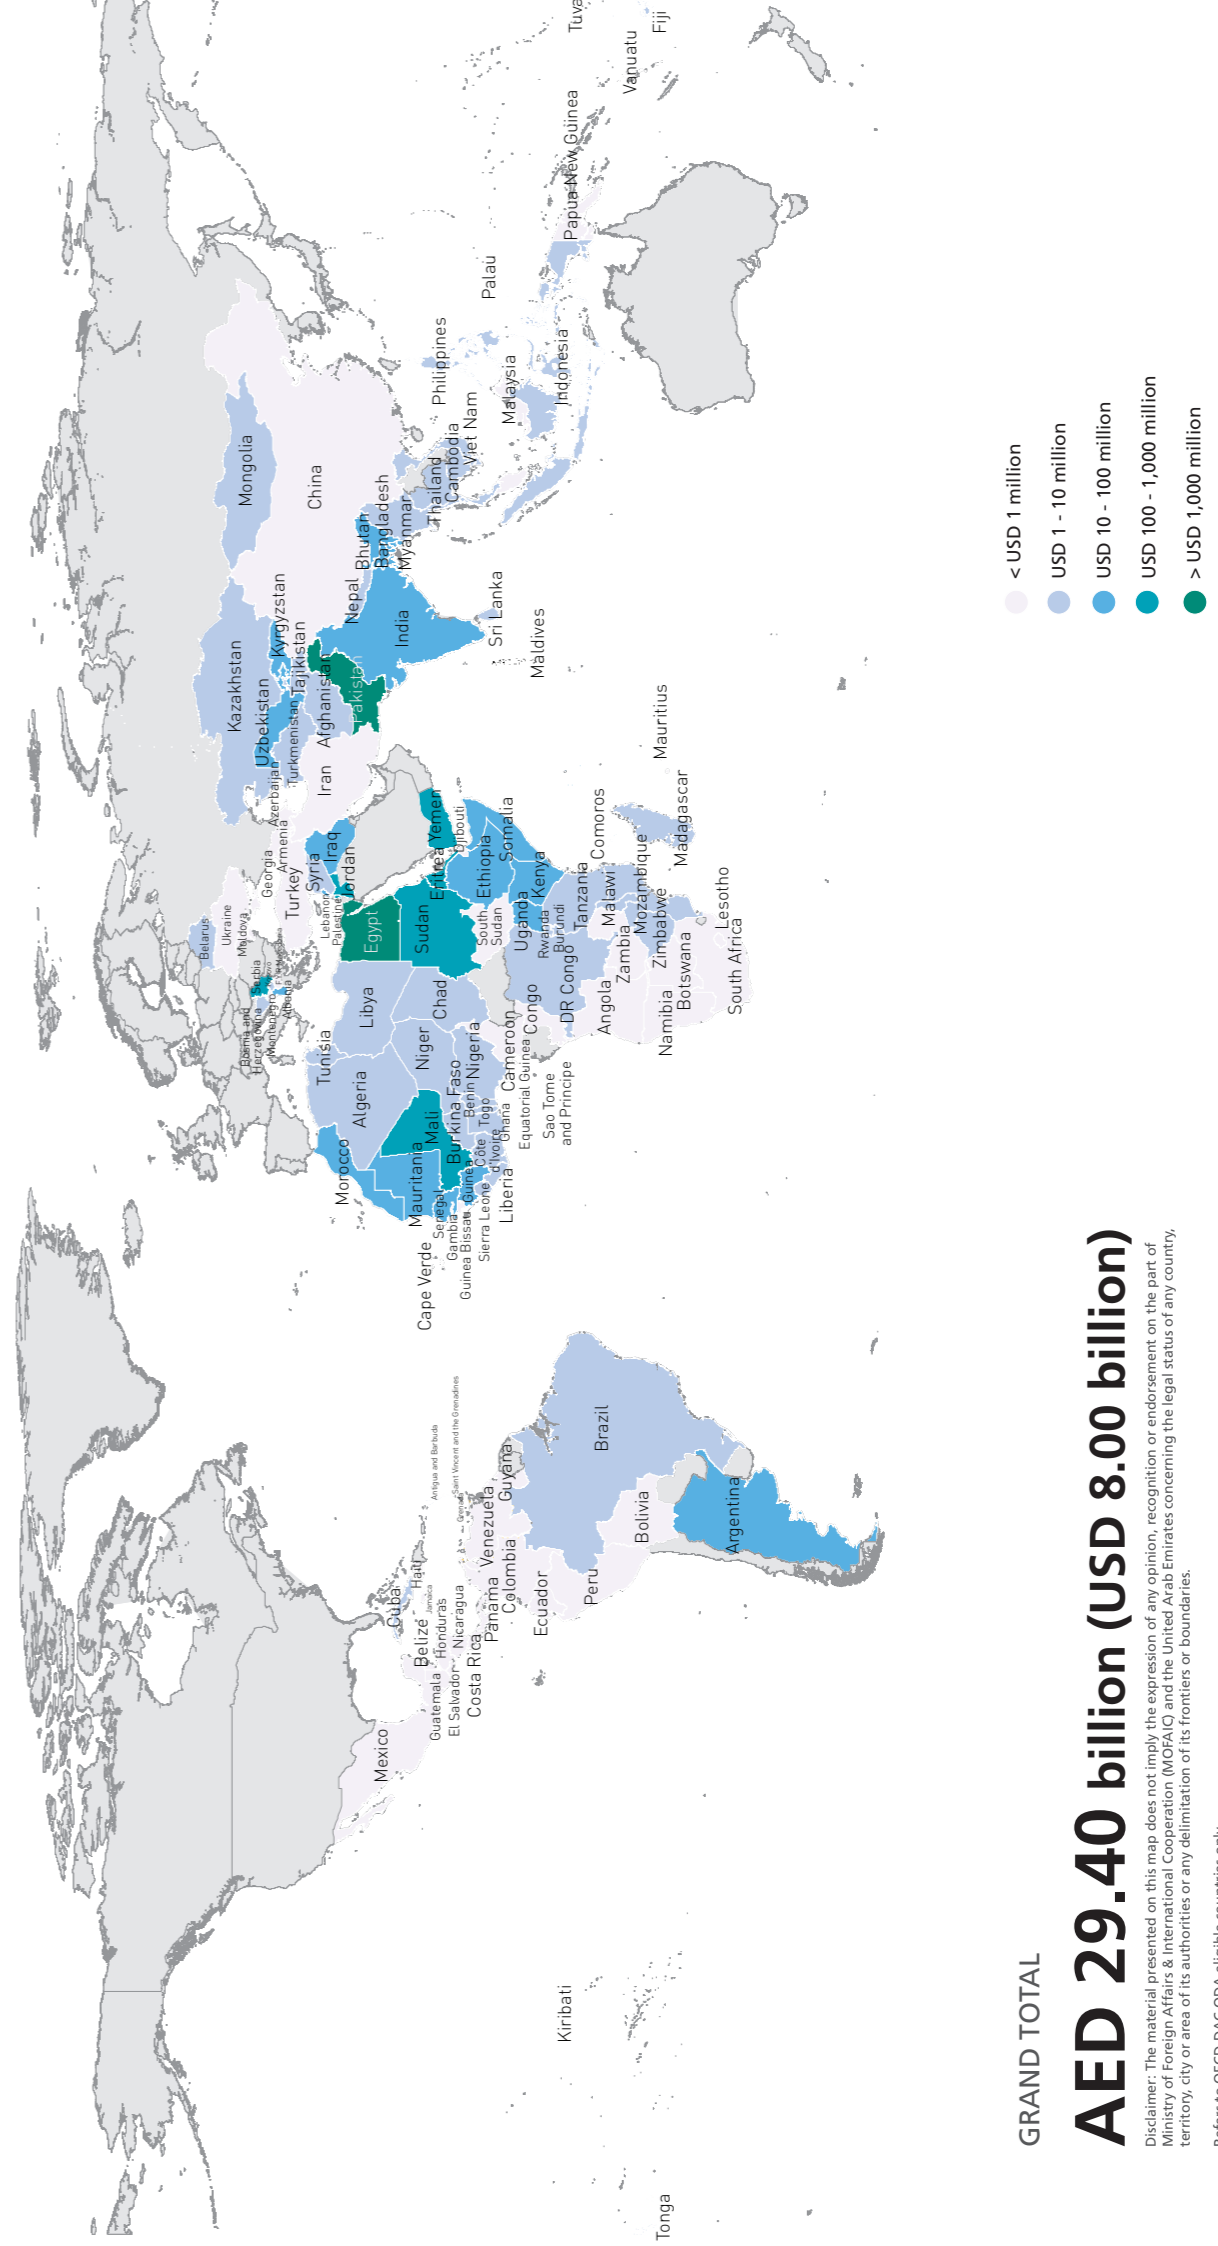 Mongolia
China
Kazakhstan
Kyrgyzstan
Uzbekistan
Tajikistan
Turkmenistan
Azerbaijan
Armenia
Georgia
Turkey
Belarus
Ukraine
Moldova
Serbia
Bosnia and
Herzegovina
Montenegro
Albania
Iran
Afghanistan
Pakistan
Nepal
Bhutan
Bangladesh
India
Myanmar
Thailand
Cambodia
Viet Nam
Philippines
Malaysia
Indonesia
Palau
Papua New Guinea
Vanuatu
Fiji
Sri Lanka
Maldives
Syria
Iraq
Lebanon
Palestine
Jordan
Yemen
Egypt
Sudan
Eritrea
Djibouti
Ethiopia
Somalia
South
Sudan
Uganda
Kenya
Rwanda
Burundi
Tanzania
Comoros
Malawi
Mozambique
Madagascar
Mauritius
Zambia
Zimbabwe
Botswana
Lesotho
South Africa
Namibia
Angola
DR Congo
Congo
Cameroon
Equatorial Guinea
Sao Tome
and Principe
Tunisia
Libya
Algeria
Morocco
Chad
Niger
Nigeria
Mali
Burkina Faso
Benin
Togo
Ghana
Côte
d'Ivoire
Mauritania
Senegal
Gambia
Guinea
Guinea Bissau
Sierra Leone
Liberia
Cape Verde
Mexico
Cuba
Haiti
Jamaica
Belize
Honduras
Guatemala
El Salvador
Nicaragua
Costa Rica
Panama
Antigua and Barbuda
Saint Vincent and the Grenadines
Grenada
Venezuela
Guyana
Colombia
Ecuador
Peru
Brazil
Bolivia
Argentina
Kiribati
Tonga
< USD 1 million
USD 1 - 10 million
USD 10 - 100 million
USD 100 - 1,000 million
> USD 1,000 million
GRAND TOTAL
AED 29.40 billion (USD 8.00 billion)
Disclaimer: The material presented on this map does not imply the expression of any opinion, recognition or endorsement on the part of
Ministry of Foreign Affairs & International Cooperation (MOFAIC) and the United Arab Emirates concerning the legal status of any country,
territory, city or area of its authorities or any delimitation of its frontiers or boundaries.